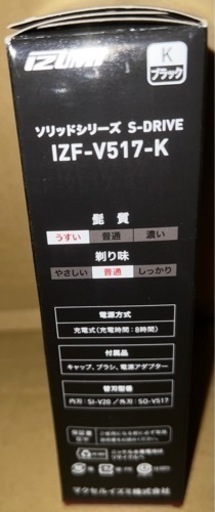 IZUMI
K
ブラック
ソリッドシリーズ S-DRIVE
IZF-V517-K
髭 質
うすい 普通 濃い
剃り味
やさしい 普通 しっかり
電源方式
充電式(充電時間:8時間)
付属品
キャップ、ブラシ、電源アダプター
替刃型番
内刃/SI-V20/外刃/SO-V517
マクセルイズミ株式会社